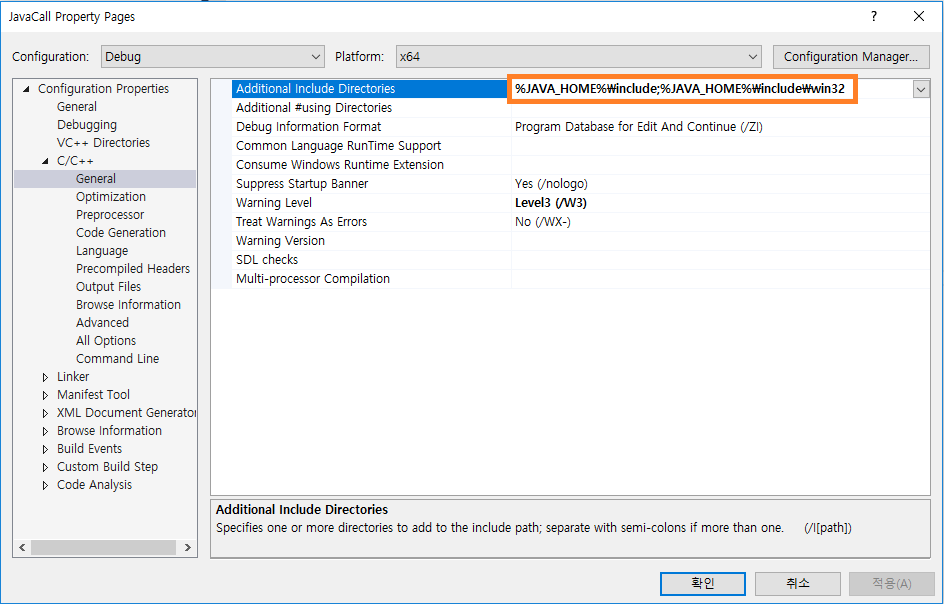 JavaCall Property Pages
?
Configuration: Debug Platform: x64 Configuration Manager...
Configuration Properties
General
Debugging
VC++ Directories
C/C++
General
Optimization
Preprocessor
Code Generation
Language
Precompiled Headers
Output Files
Browse Information
Advanced
All Options
Command Line
Linker
Manifest Tool
XML Document Generator
Browse Information
Build Events
Custom Build Step
Code Analysis
Additional Include Directories %JAVA_HOME%₩include;%JAVA_HOME%₩include₩win32
Additional #using Directories
Debug Information Format Program Database for Edit And Continue (/ZI)
Common Language RunTime Support
Consume Windows Runtime Extension
Suppress Startup Banner Yes (/nologo)
Warning Level Level3 (/W3)
Treat Warnings As Errors No (/WX-)
Warning Version
SDL checks
Multi-processor Compilation
Additional Include Directories
Specifies one or more directories to add to the include path; separate with semi-colons if more than one. (/I[path])
확인 취소 적용(A)